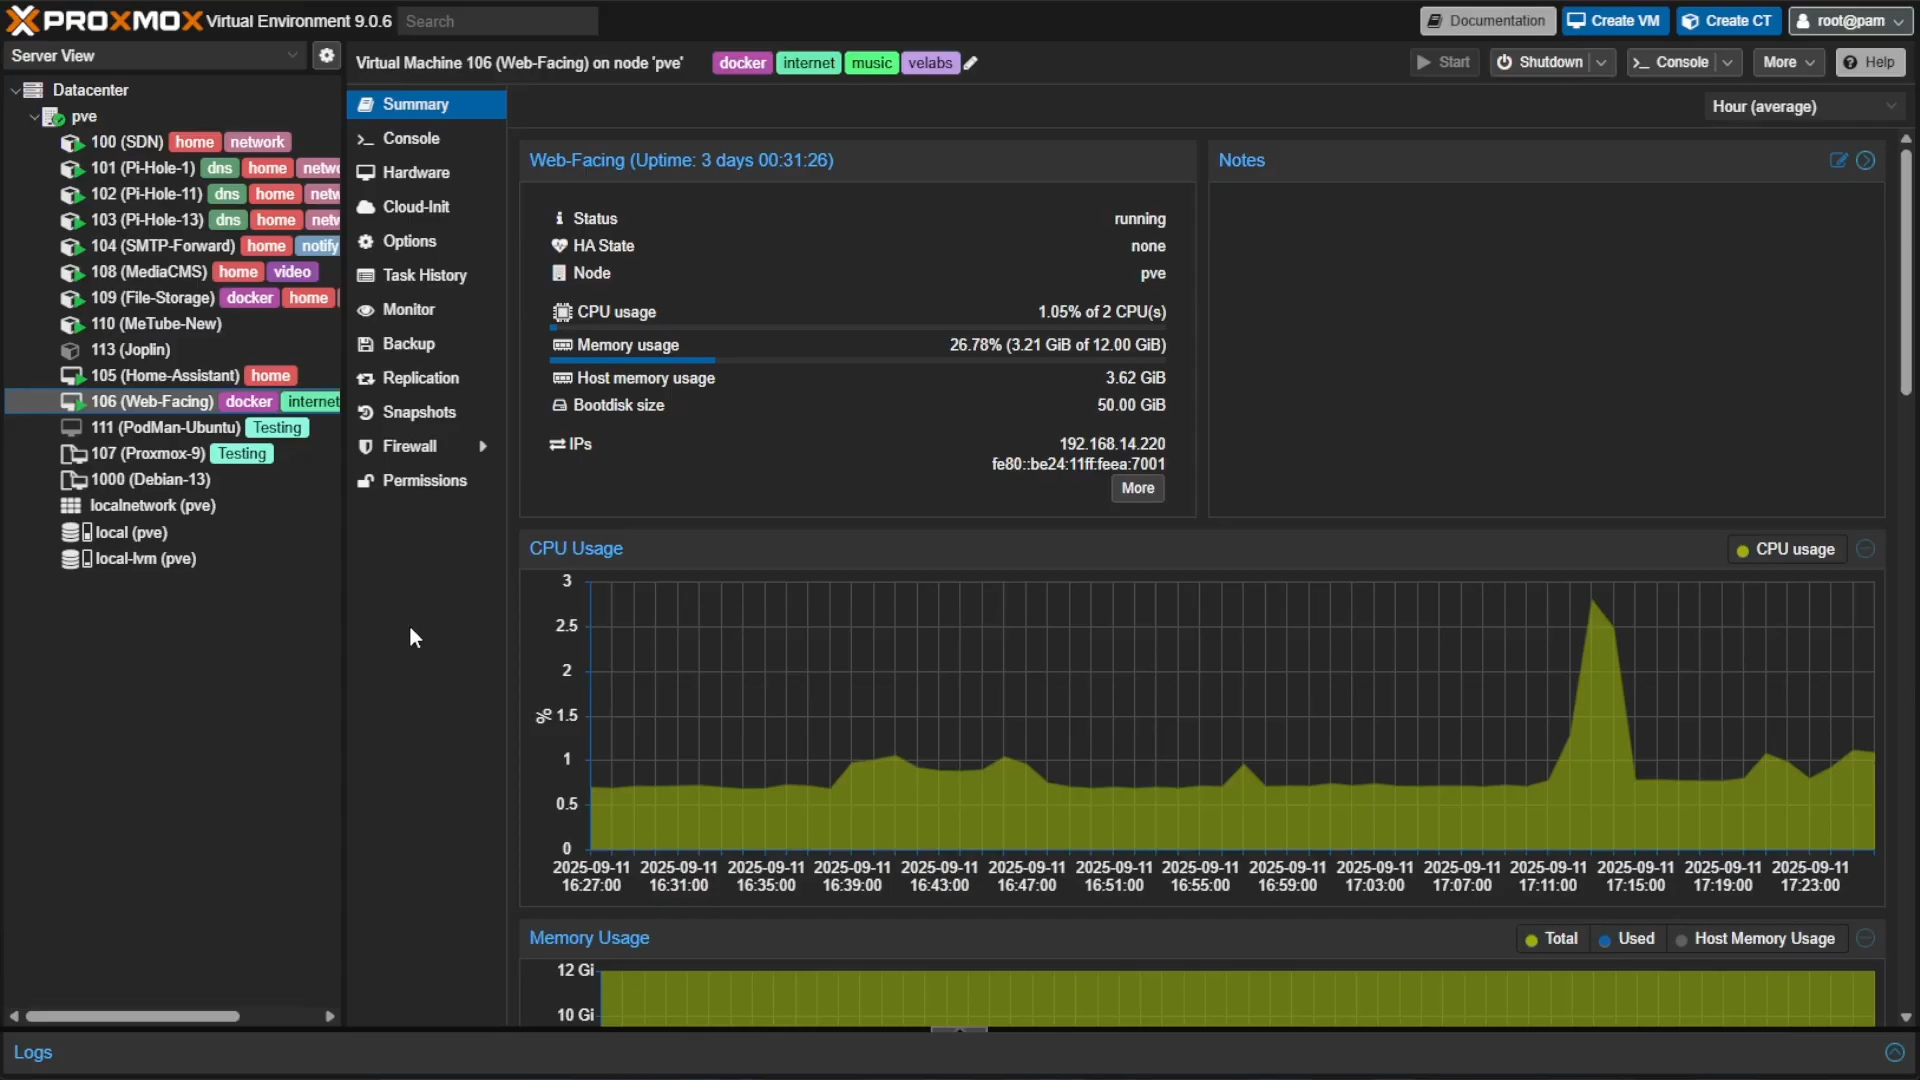 PROXMOX Virtual Environment 9.0.6 Search Documentation Create VM Create CT root@pam
Server View
Virtual Machine 106 (Web-Facing) on node 'pve' docker internet music velabs Start Shutdown Console More Help
Datacenter
pve
100 (SDN) home network
101 (Pi-Hole-1) dns home netwo
102 (Pi-Hole-11) dns home netw
103 (Pi-Hole-13) dns home netw
104 (SMTP-Forward) home notify
108 (MediaCMS) home video
109 (File-Storage) docker home
110 (MeTube-New)
113 (Joplin)
105 (Home-Assistant) home
106 (Web-Facing) docker internet
111 (PodMan-Ubuntu) Testing
107 (Proxmox-9) Testing
1000 (Debian-13)
localnetwork (pve)
local (pve)
local-lvm (pve)
Summary
Console
Hardware
Cloud-Init
Options
Task History
Monitor
Backup
Replication
Snapshots
Firewall
Permissions
Hour (average)
Web-Facing (Uptime: 3 days 00:31:26)
Status running
HA State none
Node pve
CPU usage 1.05% of 2 CPU(s)
Memory usage 26.78% (3.21 GiB of 12.00 GiB)
Host memory usage 3.62 GiB
Bootdisk size 50.00 GiB
IPs 192.168.14.220
fe80::be24:11ff:feea:7001
More
Notes
CPU Usage CPU usage
3
2.5
2
% 1.5
1
0.5
0
2025-09-11 2025-09-11 2025-09-11 2025-09-11 2025-09-11 2025-09-11 2025-09-11 2025-09-11 2025-09-11 2025-09-11 2025-09-11 2025-09-11 2025-09-11 2025-09-11 2025-09-11
16:27:00 16:31:00 16:35:00 16:39:00 16:43:00 16:47:00 16:51:00 16:55:00 16:59:00 17:03:00 17:07:00 17:11:00 17:15:00 17:19:00 17:23:00
Memory Usage Total Used Host Memory Usage
12 Gi
10 Gi
Logs